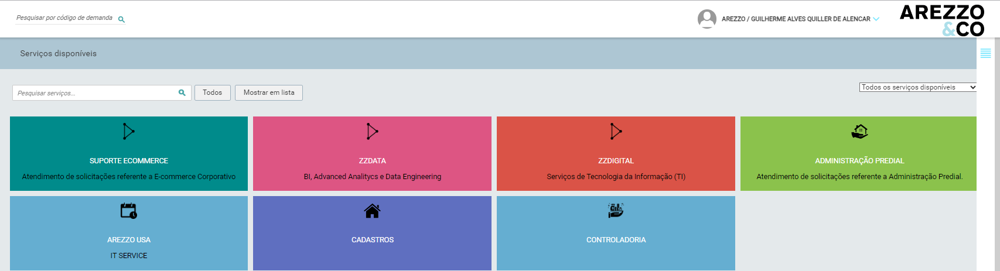 Pesquisar por código de demanda
AREZZO / GUILHERME ALVES QUILLER DE ALENCAR
AREZZO
&CO
Serviços disponíveis
Pesquisar serviços...
Todos
Mostrar em lista
Todos os serviços disponíveis
SUPORTE ECOMMERCE
Atendimento de solicitações referente a E-commerce Corporativo
ZZDATA
BI, Advanced Analitycs e Data Engineering
ZZDIGITAL
Serviços de Tecnologia da Informação (TI)
ADMINISTRAÇÃO PREDIAL
Atendimento de solicitações referente a Administração Predial.
AREZZO USA
IT SERVICE
CADASTROS
CONTROLADORIA